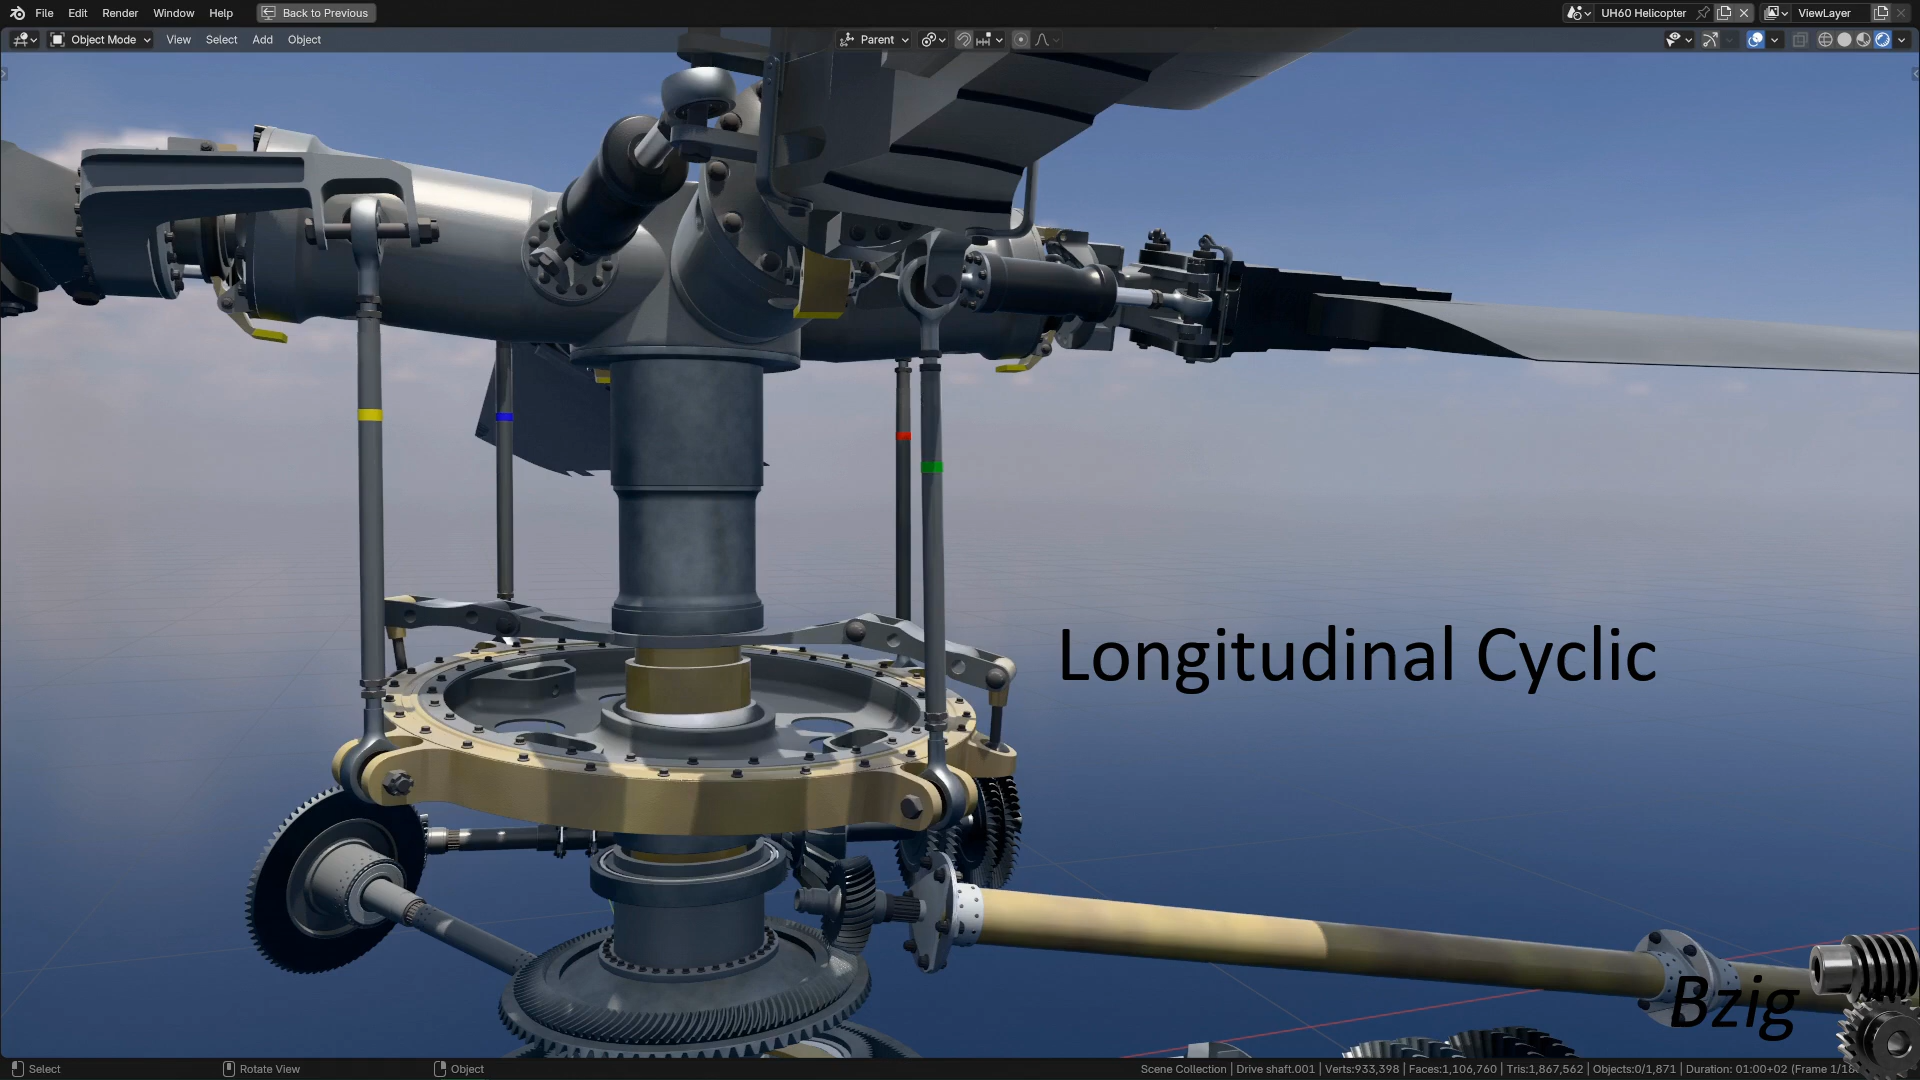 File Edit Render Window Help Back to Previous UH60 Helicopter ViewLayer
Object Mode View Select Add Object Parent
Longitudinal Cyclic
Bzig
Select Rotate View Object Scene Collection | Drive shaft.001 | Verts:933,398 | Faces:1,106,760 | Tris:1,867,562 | Objects:0/1,871 | Duration: 01:00+02 (Frame 1/18